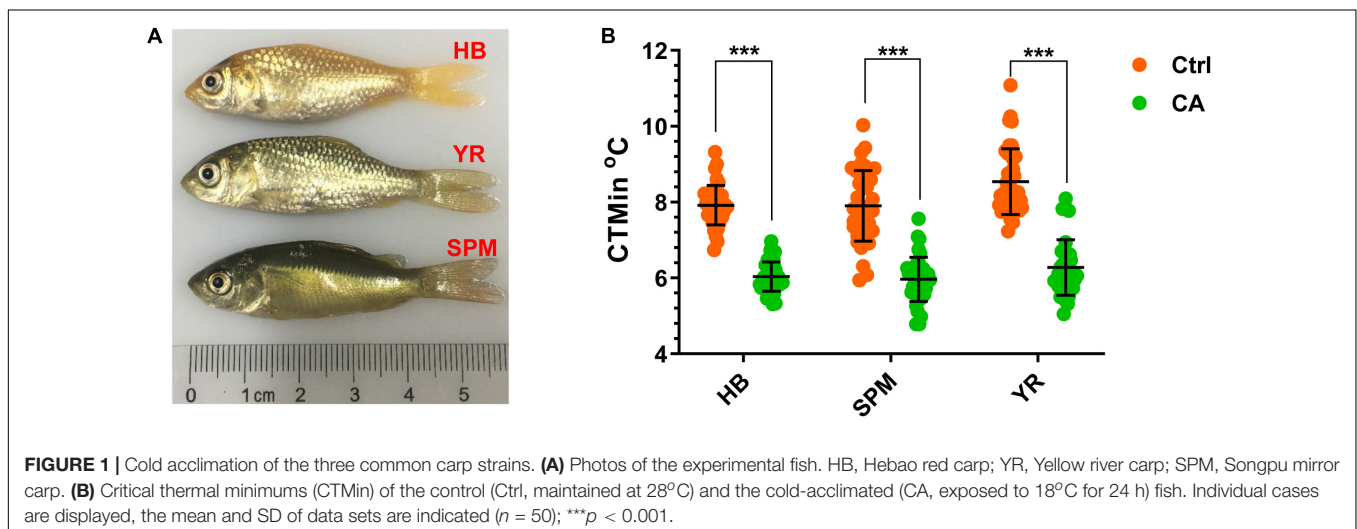 A
HB
YR
SPM
0 1 cm 2 3 4 5
B
12
10
8
6
4
CTMin °C
***
***
***
HB
SPM
YR
Ctrl
CA
FIGURE 1 | Cold acclimation of the three common carp strains. (A) Photos of the experimental fish. HB, Hebao red carp; YR, Yellow river carp; SPM, Songpu mirror
carp. (B) Critical thermal minimums (CTMin) of the control (Ctrl, maintained at 28°C) and the cold-acclimated (CA, exposed to 18°C for 24 h) fish. Individual cases
are displayed, the mean and SD of data sets are indicated (n = 50); ***p < 0.001.